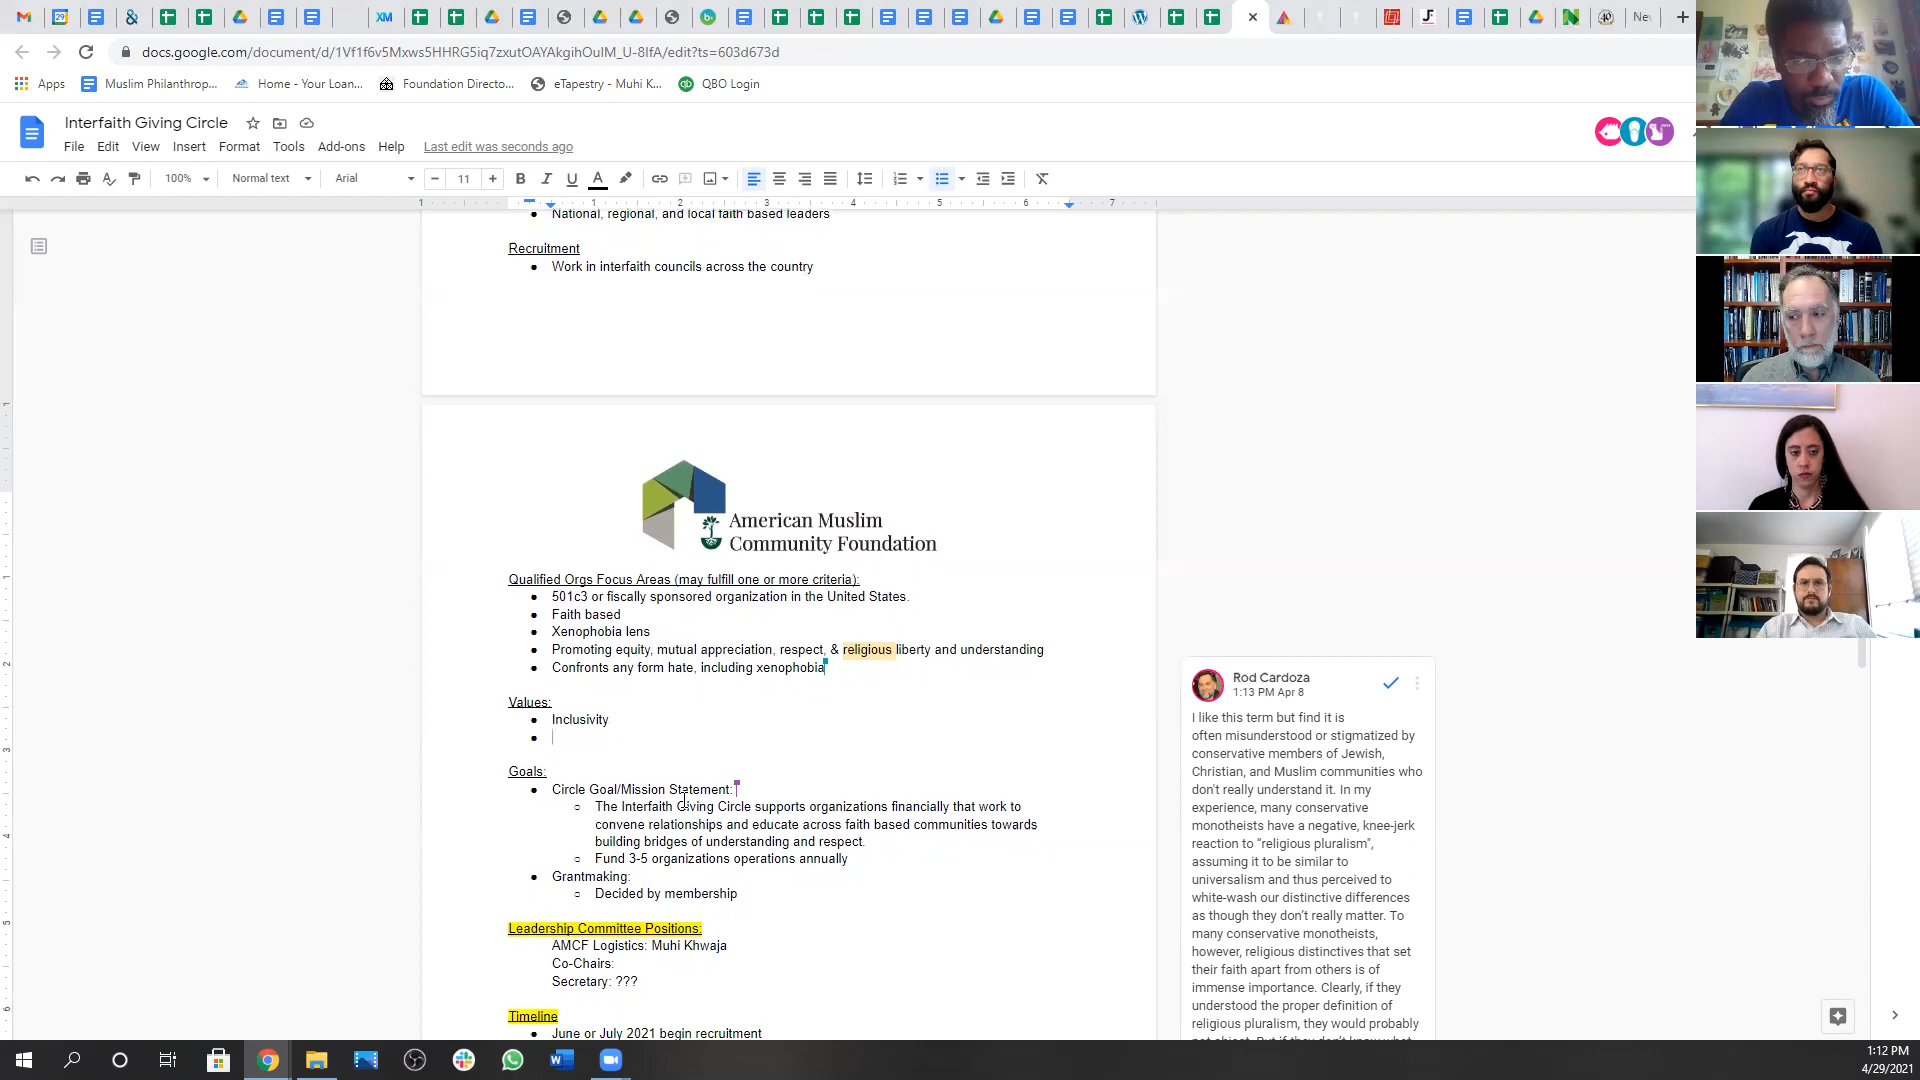 docs.google.com/document/d/1Vf1f6v5Mxws5HHRG5iq7zxutOAYAkgihOuIM_U-8IfA/edit?ts=603d673d
Apps
Muslim Philanthrop...
Home - Your Loan...
Foundation Directo...
eTapestry - Muhi K...
QBO Login
Interfaith Giving Circle
File Edit View Insert Format Tools Add-ons Help Last edit was seconds ago
100% Normal text Arial 11
National, regional, and local faith based leaders
Recruitment
Work in interfaith councils across the country
American Muslim
Community Foundation
Qualified Orgs Focus Areas (may fulfill one or more criteria):
501c3 or fiscally sponsored organization in the United States.
Faith based
Xenophobia lens
Promoting equity, mutual appreciation, respect, & religious liberty and understanding
Confronts any form hate, including xenophobia
Values:
Inclusivity
Goals:
Circle Goal/Mission Statement:
The Interfaith Giving Circle supports organizations financially that work to
convene relationships and educate across faith based communities towards
building bridges of understanding and respect.
Fund 3-5 organizations operations annually
Grantmaking:
Decided by membership
Leadership Committee Positions:
AMCF Logistics: Muhi Khwaja
Co-Chairs:
Secretary: ???
Timeline
June or July 2021 begin recruitment
Rod Cardoza
1:13 PM Apr 8
I like this term but find it is
often misunderstood or stigmatized by
conservative members of Jewish,
Christian, and Muslim communities who
don't really understand it. In my
experience, many conservative
monotheists have a negative, knee-jerk
reaction to "religious pluralism",
assuming it to be similar to
universalism and thus perceived to
white-wash our distinctive differences
as though they don't really matter. To
many conservative monotheists,
however, religious distinctives that set
their faith apart from others is of
immense importance. Clearly, if they
understood the proper definition of
religious pluralism, they would probably
1:12 PM
4/29/2021